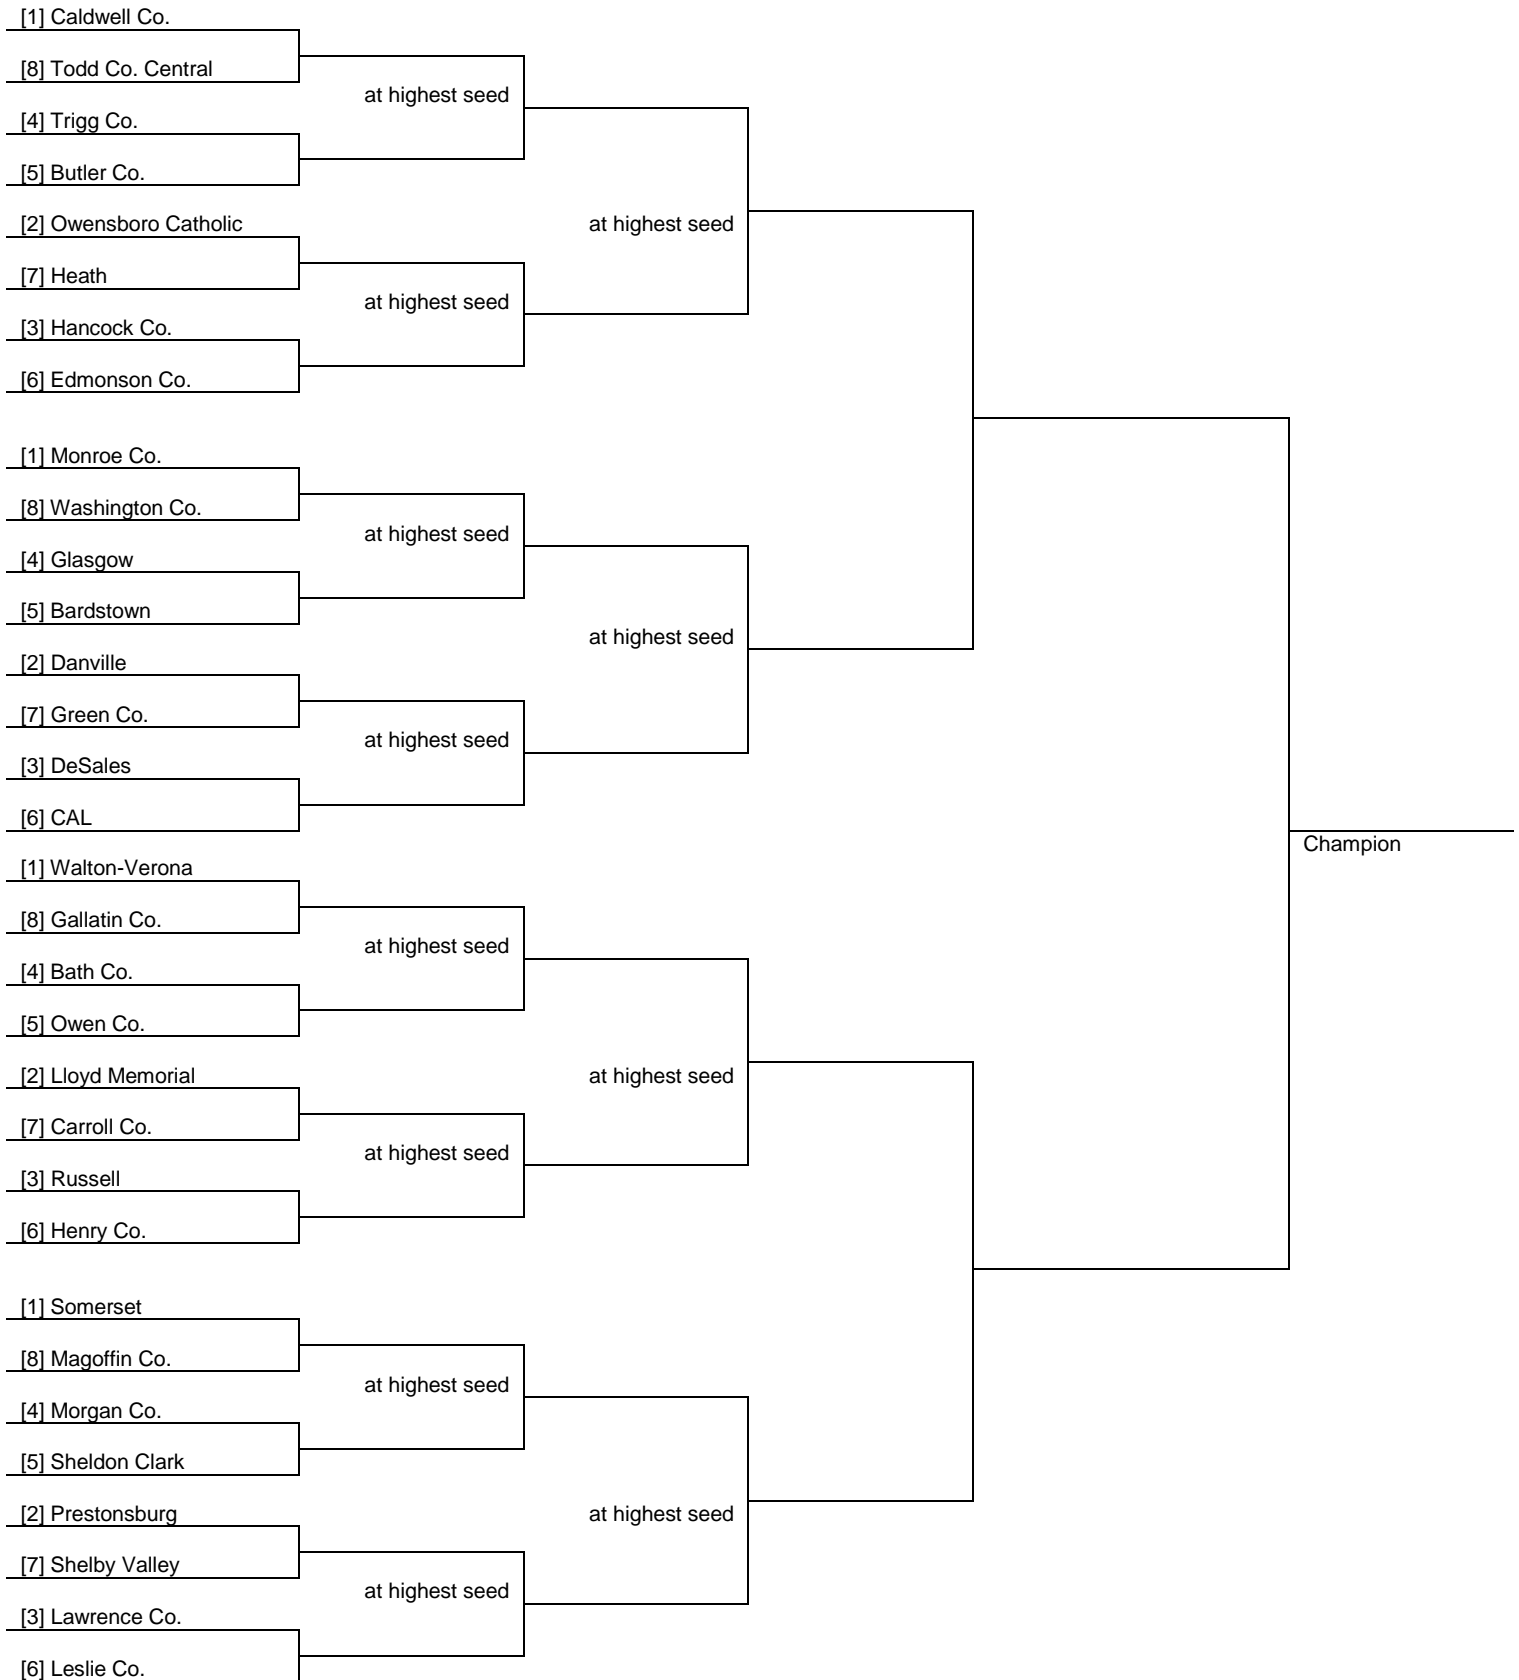 [1] Caldwell Co.
[8] Todd Co. Central
at highest seed
[4] Trigg Co.
[5] Butler Co.
[2] Owensboro Catholic
at highest seed
[7] Heath
at highest seed
[3] Hancock Co.
[6] Edmonson Co.
[1] Monroe Co.
[8] Washington Co.
at highest seed
[4] Glasgow
[5] Bardstown
at highest seed
[2] Danville
[7] Green Co.
at highest seed
[3] DeSales
[6] CAL
Champion
[1] Walton-Verona
[8] Gallatin Co.
at highest seed
[4] Bath Co.
[5] Owen Co.
[2] Lloyd Memorial
at highest seed
[7] Carroll Co.
at highest seed
[3] Russell
[6] Henry Co.
[1] Somerset
[8] Magoffin Co.
at highest seed
[4] Morgan Co.
[5] Sheldon Clark
[2] Prestonsburg
at highest seed
[7] Shelby Valley
at highest seed
[3] Lawrence Co.
[6] Leslie Co.